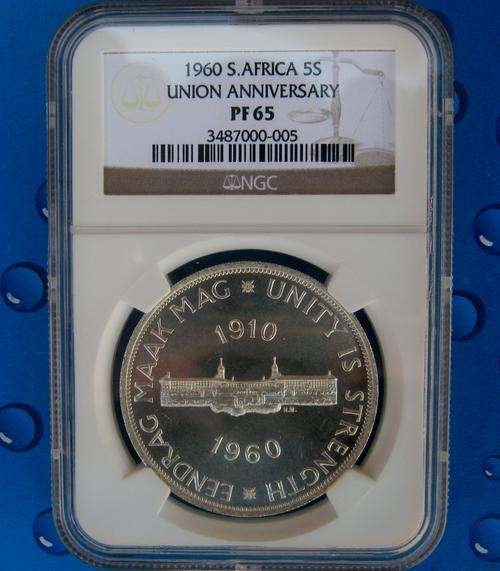 1960 S.AFRICA 5S
UNION ANNIVERSARY
PF 65
3487000-005
NGC
EENDRAG MAAK MAG * UNITY IS STRENGTH *
1910
H.M.
1960